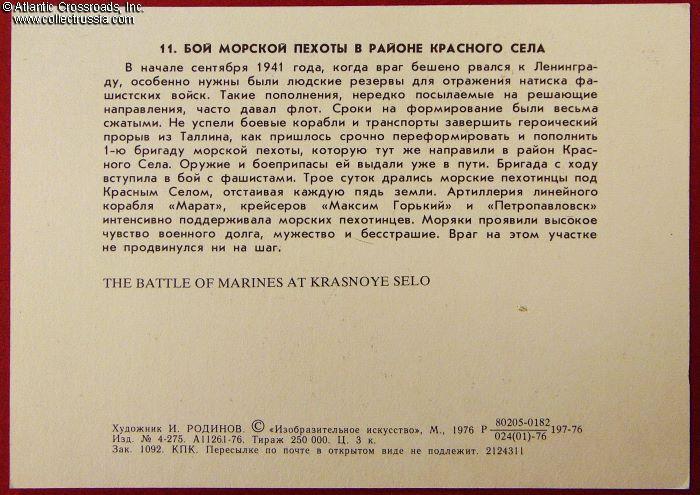 © Atlantic Crossroads, Inc.
www.collectrussia.com
11. БОЙ МОРСКОЙ ПЕХОТЫ В РАЙОНЕ КРАСНОГО СЕЛА
В начале сентября 1941 года, когда враг бешено рвался к Ленингра-
ду, особенно нужны были людские резервы для отражения натиска фа-
шистских войск. Такие пополнения, нередко посылаемые на решающие
направления, часто давал флот. Сроки на формирование были весьма
сжатыми. Не успели боевые корабли и транспорты завершить героический
прорыв из Таллина, как пришлось срочно переформировать и пополнить
1-ю бригаду морской пехоты, которую тут же направили в район Крас-
ного Села. Оружие и боеприпасы ей выдали уже в пути. Бригада с ходу
вступила в бой с фашистами. Трое суток дрались морские пехотинцы под
Красным Селом, отстаивая каждую пядь земли. Артиллерия линейного
корабля «Марат», крейсеров «Максим Горький» и «Петропавловск»
интенсивно поддерживала морских пехотинцев. Моряки проявили высокое
чувство военного долга, мужество и бесстрашие. Враг на этом участке
не продвинулся ни на шаг.
THE BATTLE OF MARINES AT KRASNOYE SELO
Художник И. РОДИНОВ. © «Изобразительное искусство», М., 1976 Р 80205-0182/024(01)-76 197-76
Изд. № 4-275. А11261-76. Тираж 250 000. Ц. 3 к.
Зак. 1092. КПК. Пересылке по почте в открытом виде не подлежит. 2124311